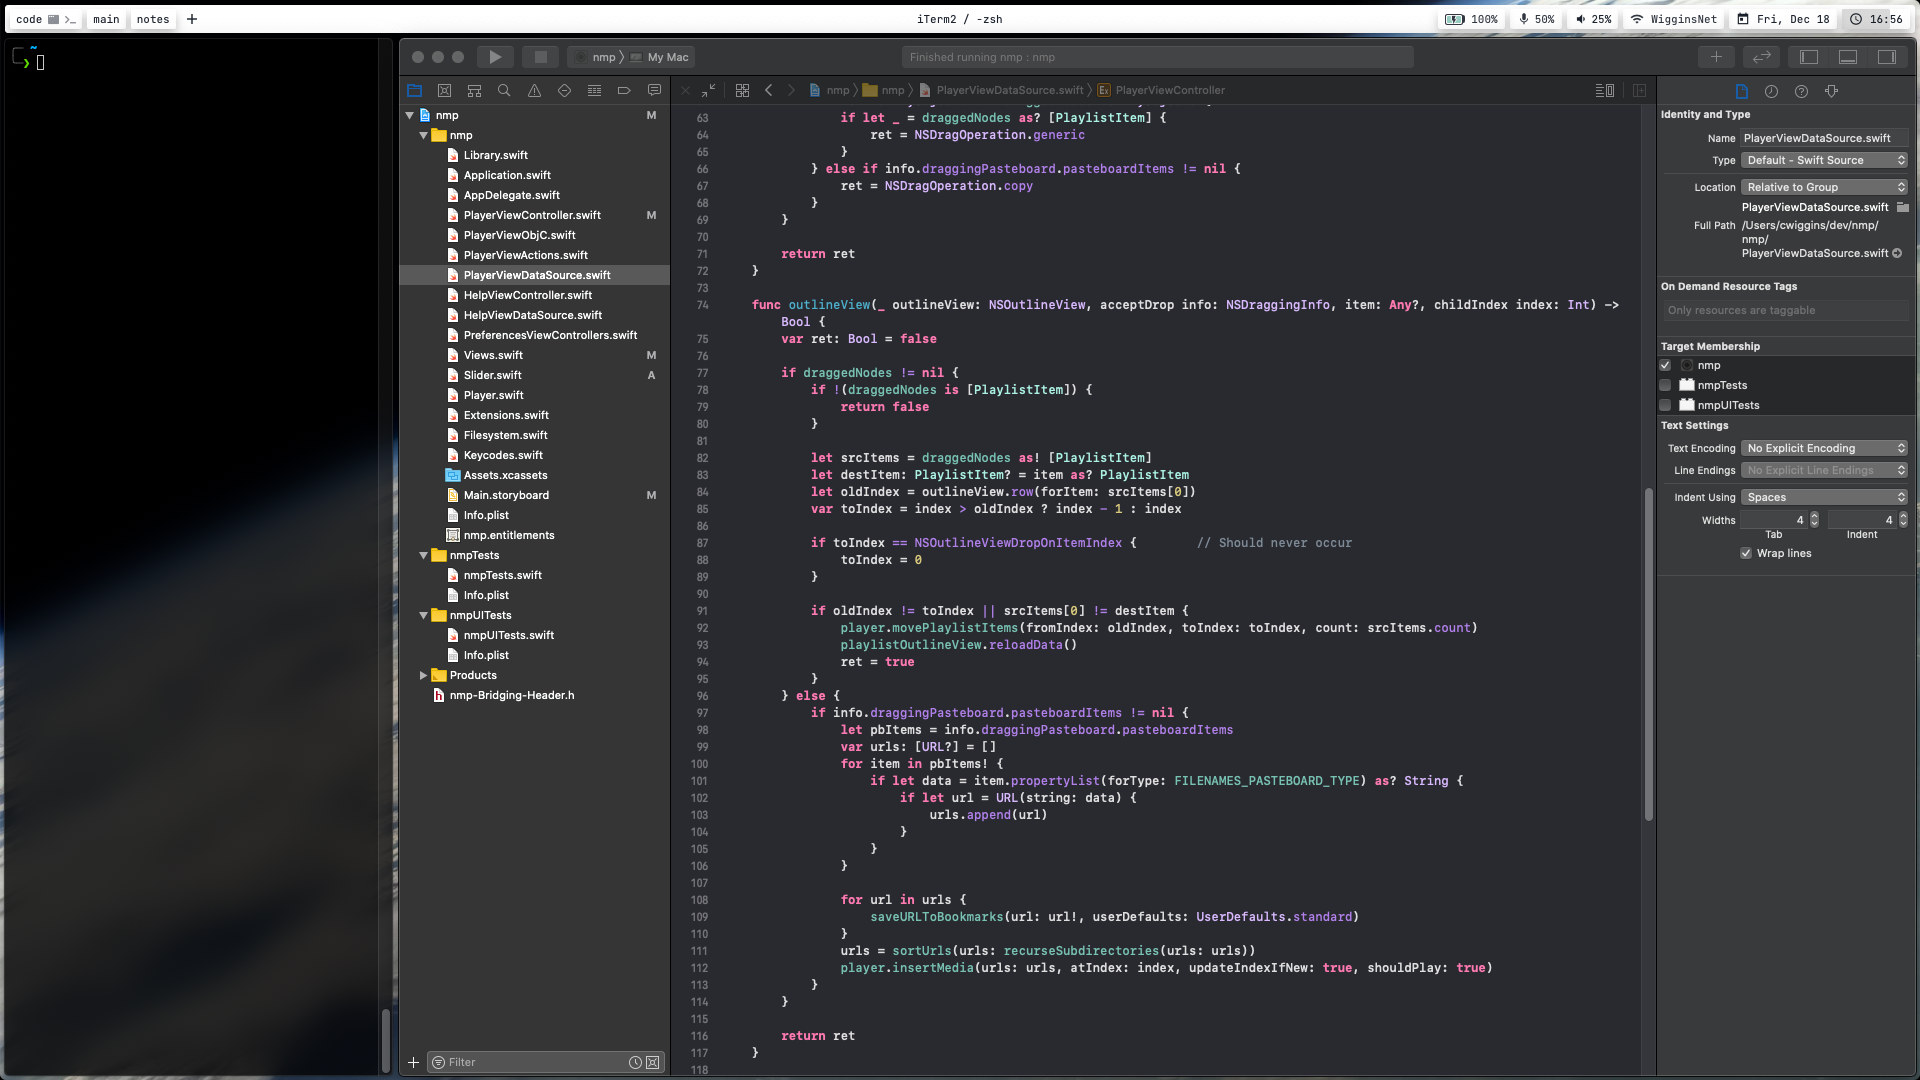 code >_ main notes +
iTerm2 / -zsh
100% 50% 25% WigginsNet Fri, Dec 18 16:56
~
nmp My Mac
Finished running nmp : nmp
nmp M
nmp
Library.swift
Application.swift
AppDelegate.swift
PlayerViewController.swift M
PlayerViewObjC.swift
PlayerViewActions.swift
PlayerViewDataSource.swift
HelpViewController.swift
HelpViewDataSource.swift
PreferencesViewControllers.swift
Views.swift M
Slider.swift A
Player.swift
Extensions.swift
Filesystem.swift
Keycodes.swift
Assets.xcassets
Main.storyboard M
Info.plist
nmp.entitlements
nmpTests
nmpTests.swift
Info.plist
nmpUITests
nmpUITests.swift
Info.plist
Products
h nmp-Bridging-Header.h
+ Filter
nmp nmp PlayerViewDataSource.swift Ex PlayerViewController
63 if let _ = draggedNodes as? [PlaylistItem] {
64 ret = NSDragOperation.generic
65 }
66 } else if info.draggingPasteboard.pasteboardItems != nil {
67 ret = NSDragOperation.copy
68 }
69 }
70
71 return ret
72 }
73
74 func outlineView(_ outlineView: NSOutlineView, acceptDrop info: NSDraggingInfo, item: Any?, childIndex index: Int) ->
Bool {
75 var ret: Bool = false
76
77 if draggedNodes != nil {
78 if !(draggedNodes is [PlaylistItem]) {
79 return false
80 }
81
82 let srcItems = draggedNodes as! [PlaylistItem]
83 let destItem: PlaylistItem? = item as? PlaylistItem
84 let oldIndex = outlineView.row(forItem: srcItems[0])
85 var toIndex = index > oldIndex ? index - 1 : index
86
87 if toIndex == NSOutlineViewDropOnItemIndex { // Should never occur
88 toIndex = 0
89 }
90
91 if oldIndex != toIndex || srcItems[0] != destItem {
92 player.movePlaylistItems(fromIndex: oldIndex, toIndex: toIndex, count: srcItems.count)
93 playlistOutlineView.reloadData()
94 ret = true
95 }
96 } else {
97 if info.draggingPasteboard.pasteboardItems != nil {
98 let pbItems = info.draggingPasteboard.pasteboardItems
99 var urls: [URL?] = []
100 for item in pbItems! {
101 if let data = item.propertyList(forType: FILENAMES_PASTEBOARD_TYPE) as? String {
102 if let url = URL(string: data) {
103 urls.append(url)
104 }
105 }
106 }
107
108 for url in urls {
109 saveURLToBookmarks(url: url!, userDefaults: UserDefaults.standard)
110 }
111 urls = sortUrls(urls: recurseSubdirectories(urls: urls))
112 player.insertMedia(urls: urls, atIndex: index, updateIndexIfNew: true, shouldPlay: true)
113 }
114 }
115
116 return ret
117 }
118
Identity and Type
Name PlayerViewDataSource.swift
Type Default - Swift Source
Location Relative to Group
PlayerViewDataSource.swift
Full Path /Users/cwiggins/dev/nmp/
nmp/
PlayerViewDataSource.swift
On Demand Resource Tags
Only resources are taggable
Target Membership
nmp
nmpTests
nmpUITests
Text Settings
Text Encoding No Explicit Encoding
Line Endings No Explicit Line Endings
Indent Using Spaces
Widths 4 4
Tab Indent
Wrap lines